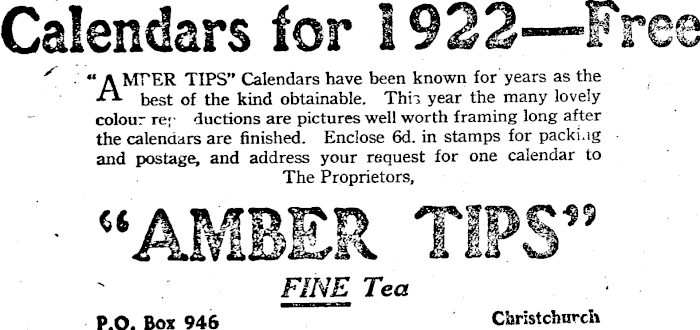 Calendars for 1922—Free
"AMBER TIPS" Calendars have been known for years as the
best of the kind obtainable. This year the many lovely
colour reproductions are pictures well worth framing long after
the calendars are finished. Enclose 6d. in stamps for packing
and postage, and address your request for one calendar to
The Proprietors,
"AMBER TIPS"
FINE Tea
P.O. Box 946 Christchurch